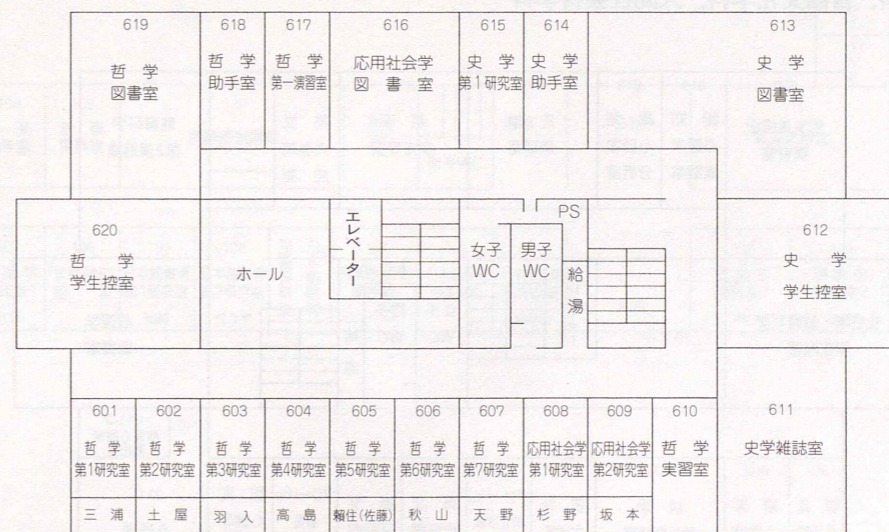 619
哲 学
図書室
618
哲 学
助手室
617
哲 学
第一演習室
616
応用社会学
図 書 室
615
史 学
第1研究室
614
史 学
助手室
613
史 学
図書室
620
哲 学
学生控室
ホール
エレベーター
女子
WC
男子
WC
PS
給湯
612
史 学
学生控室
601
哲 学
第1研究室
三 浦
602
哲 学
第2研究室
土 屋
603
哲 学
第3研究室
羽 入
604
哲 学
第4研究室
高 島
605
哲 学
第5研究室
頼住(佐藤)
606
哲 学
第6研究室
秋 山
607
哲 学
第7研究室
天 野
608
応用社会学
第1研究室
杉 野
609
応用社会学
第2研究室
坂 本
610
哲 学
実習室
611
史学雑誌室